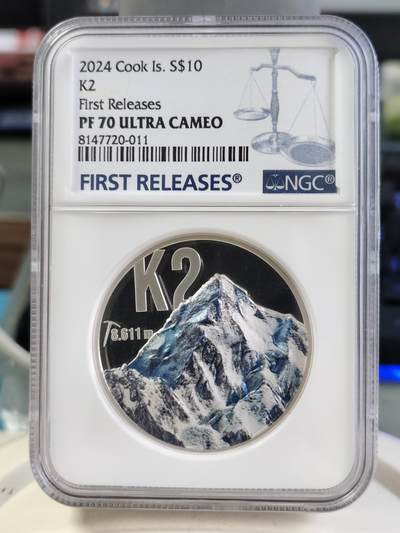 2024 Cook Is. S$10
K2
First Releases
PF 70 ULTRA CAMEO
8147720-011
FIRST RELEASES®
NGC®
K2
8.611 m